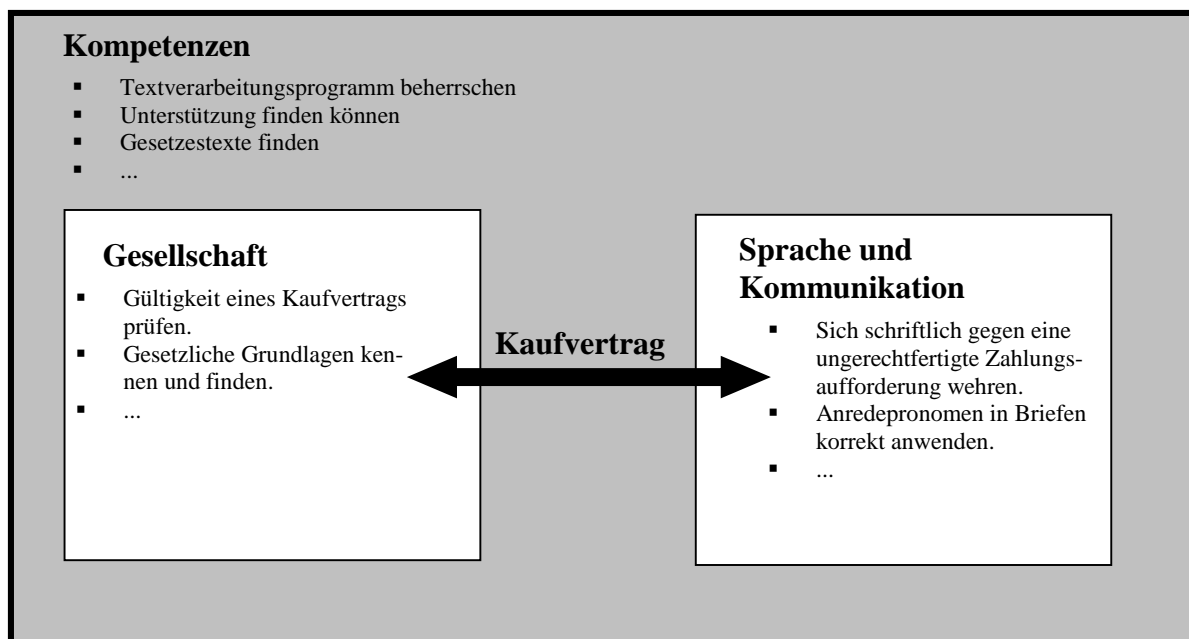 Kompetenzen
▪ Textverarbeitungsprogramm beherrschen
▪ Unterstützung finden können
▪ Gesetzestexte finden
▪ ...
Gesellschaft
▪ Gültigkeit eines Kaufvertrags
prüfen.
▪ Gesetzliche Grundlagen ken-
nen und finden.
▪ ...
Kaufvertrag
Sprache und
Kommunikation
▪ Sich schriftlich gegen eine
ungerechtfertigte Zahlungs-
aufforderung wehren.
▪ Anredepronomen in Briefen
korrekt anwenden.
▪ ...